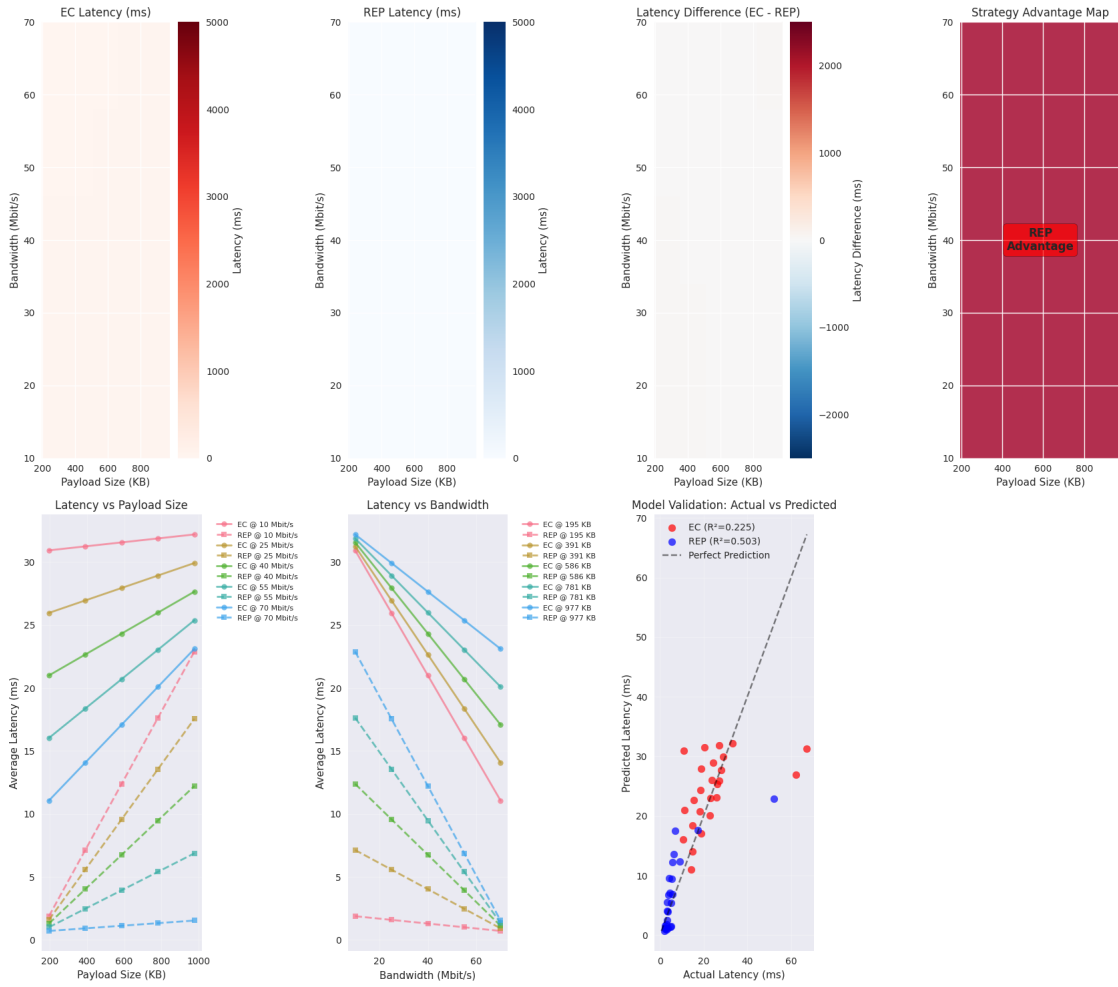 EC Latency (ms)
70
60
50
40
30
20
10
Bandwidth (Mbit/s)
200 400 600 800
Payload Size (KB)
5000
4000
3000
2000
1000
0
Latency (ms)
REP Latency (ms)
70
60
50
40
30
20
10
Bandwidth (Mbit/s)
200 400 600 800
Payload Size (KB)
5000
4000
3000
2000
1000
0
Latency (ms)
Latency Difference (EC - REP)
70
60
50
40
30
20
10
Bandwidth (Mbit/s)
200 400 600 800
Payload Size (KB)
2000
1000
0
−1000
−2000
Latency Difference (ms)
Strategy Advantage Map
70
60
50
40
30
20
10
Bandwidth (Mbit/s)
REP
Advantage
200 400 600 800
Payload Size (KB)
Latency vs Payload Size
30
25
20
15
10
5
0
Average Latency (ms)
200 400 600 800 1000
Payload Size (KB)
EC @ 10 Mbit/s
REP @ 10 Mbit/s
EC @ 25 Mbit/s
REP @ 25 Mbit/s
EC @ 40 Mbit/s
REP @ 40 Mbit/s
EC @ 55 Mbit/s
REP @ 55 Mbit/s
EC @ 70 Mbit/s
REP @ 70 Mbit/s
Latency vs Bandwidth
30
25
20
15
10
5
0
Average Latency (ms)
20 40 60
Bandwidth (Mbit/s)
EC @ 195 KB
REP @ 195 KB
EC @ 391 KB
REP @ 391 KB
EC @ 586 KB
REP @ 586 KB
EC @ 781 KB
REP @ 781 KB
EC @ 977 KB
REP @ 977 KB
Model Validation: Actual vs Predicted
EC (R²=0.225)
REP (R²=0.503)
Perfect Prediction
70
60
50
40
30
20
10
0
Predicted Latency (ms)
0 20 40 60
Actual Latency (ms)